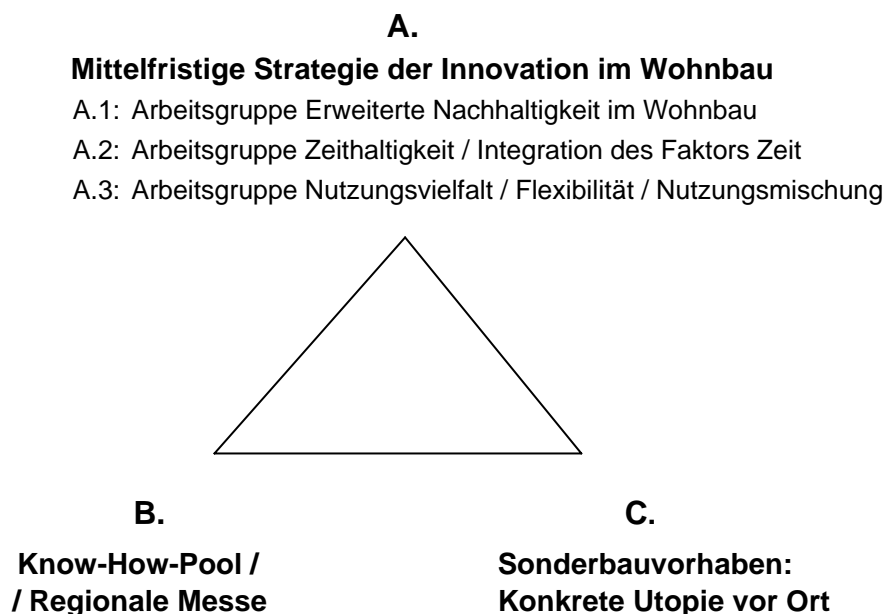 A.
Mittelfristige Strategie der Innovation im Wohnbau
A.1: Arbeitsgruppe Erweiterte Nachhaltigkeit im Wohnbau
A.2: Arbeitsgruppe Zeithaltigkeit / Integration des Faktors Zeit
A.3: Arbeitsgruppe Nutzungsvielfalt / Flexibilität / Nutzungsmischung
B.
Know-How-Pool /
/ Regionale Messe
C.
Sonderbauvorhaben:
Konkrete Utopie vor Ort